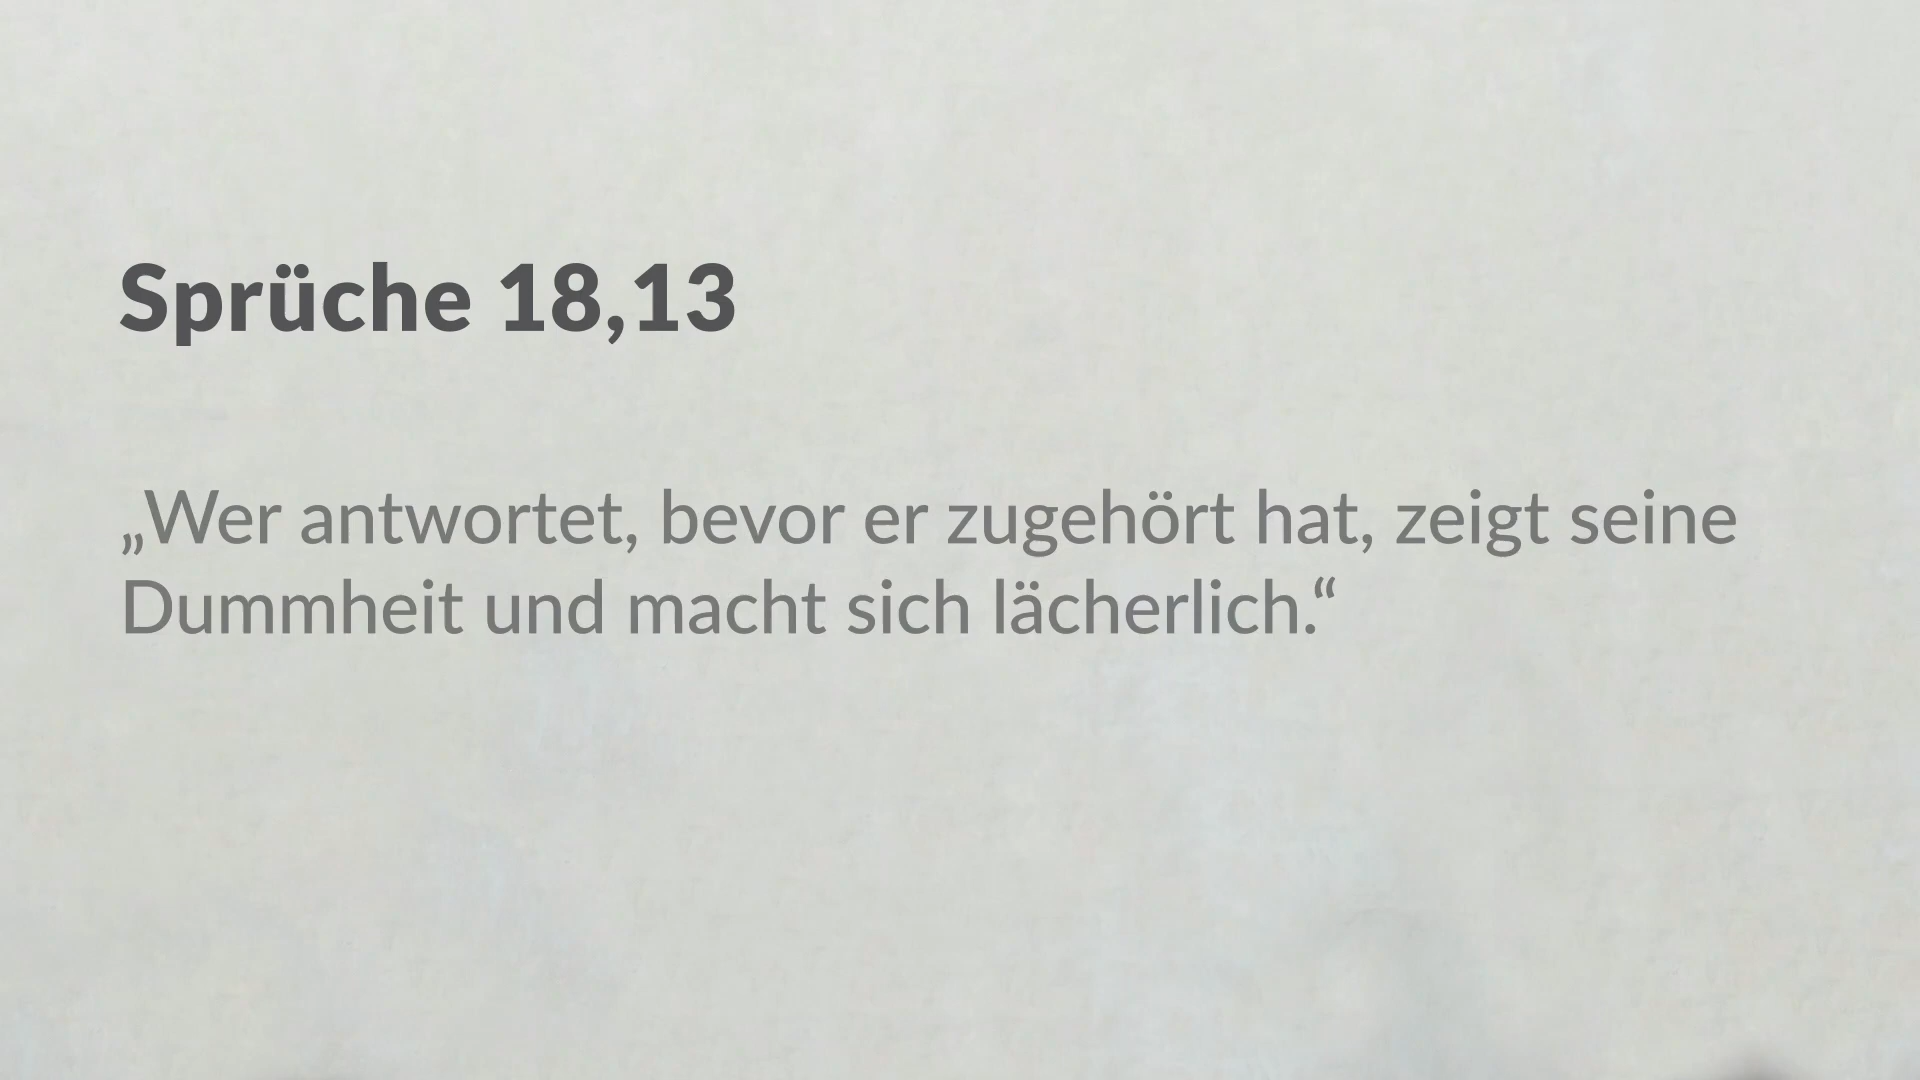 Sprüche 18,13
„Wer antwortet, bevor er zugehört hat, zeigt seine
Dummheit und macht sich lächerlich.“